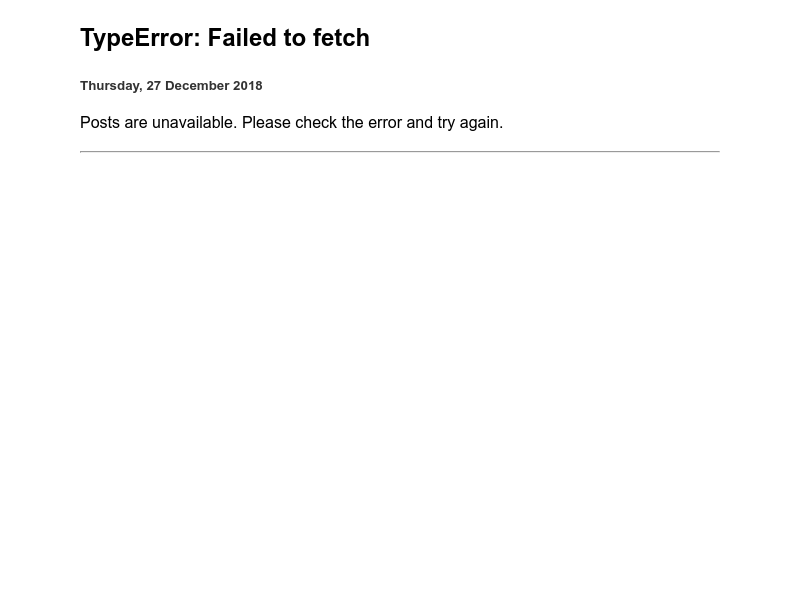 TypeError: Failed to fetch
Thursday, 27 December 2018
Posts are unavailable. Please check the error and try again.